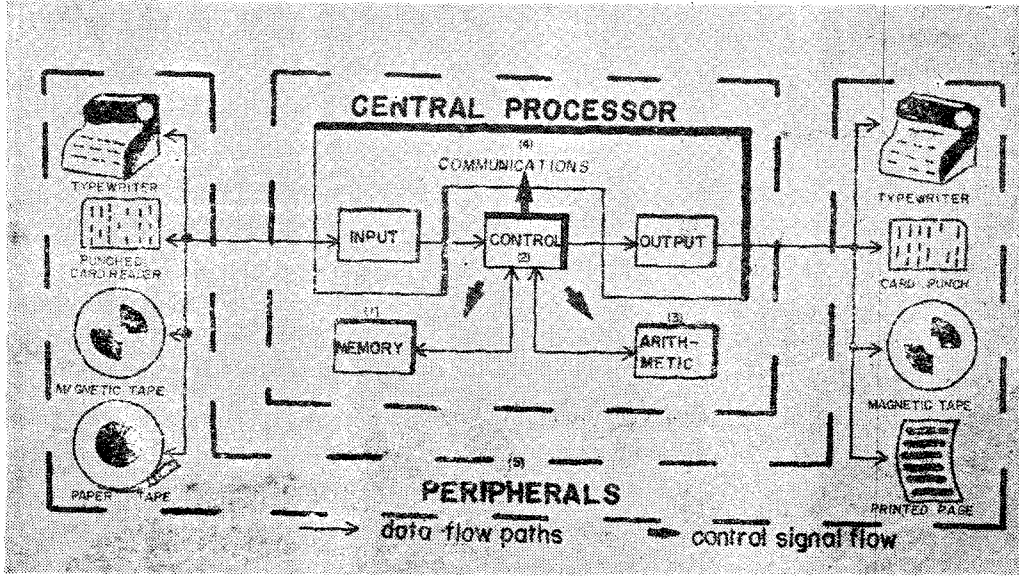 CENTRAL PROCESSOR
(4)
COMMUNICATIONS
TYPEWRITER
PUNCHED
CARD READER
MAGNETIC TAPE
PAPER TAPE
INPUT
CONTROL
(2)
OUTPUT
(1)
MEMORY
(3)
ARITH-
METIC
TYPEWRITER
CARD PUNCH
MAGNETIC TAPE
PRINTED PAGE
(5)
PERIPHERALS
data flow paths
control signal flow